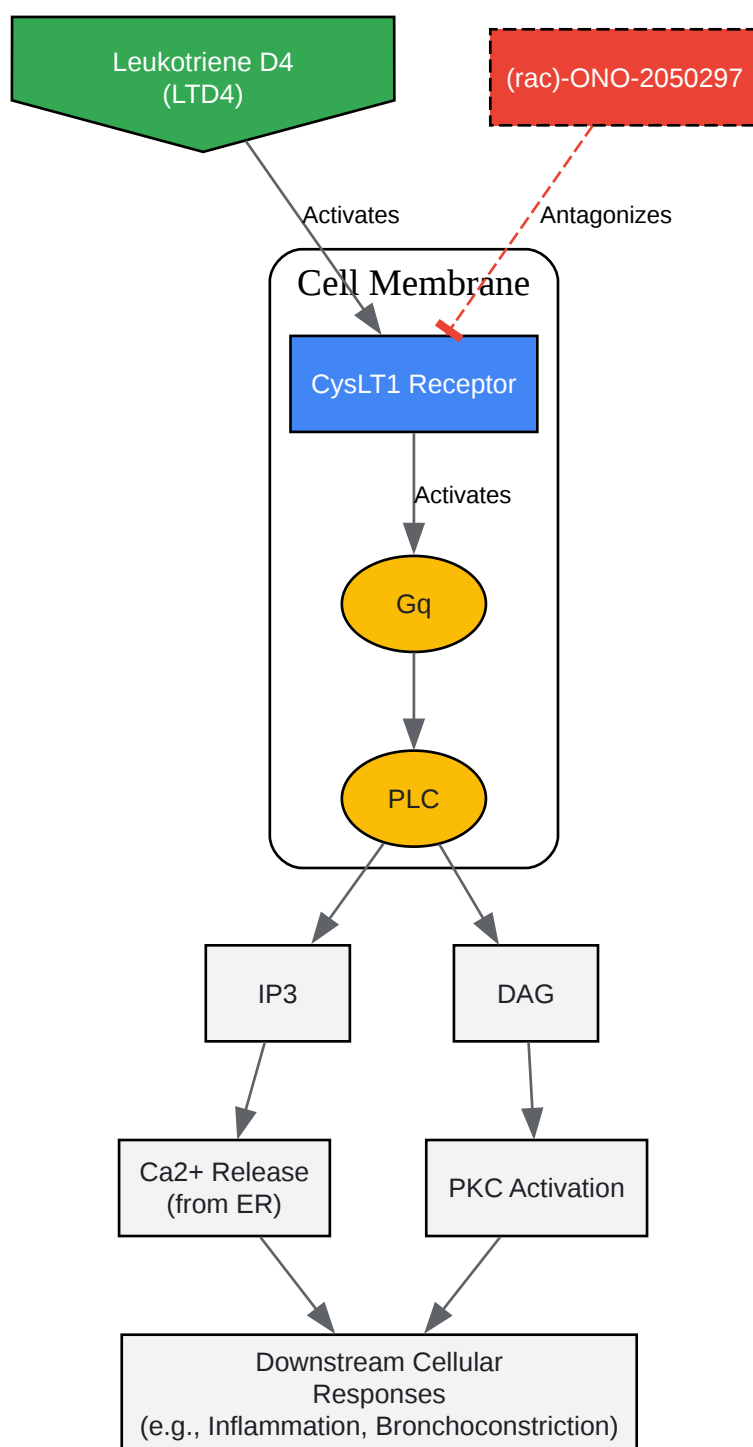 Leukotriene D4
(LTD4)
(rac)-ONO-2050297
Activates
Antagonizes
Cell Membrane
CysLT1 Receptor
Activates
Gq
PLC
IP3
DAG
Ca2+ Release
(from ER)
PKC Activation
Downstream Cellular
Responses
(e.g., Inflammation, Bronchoconstriction)